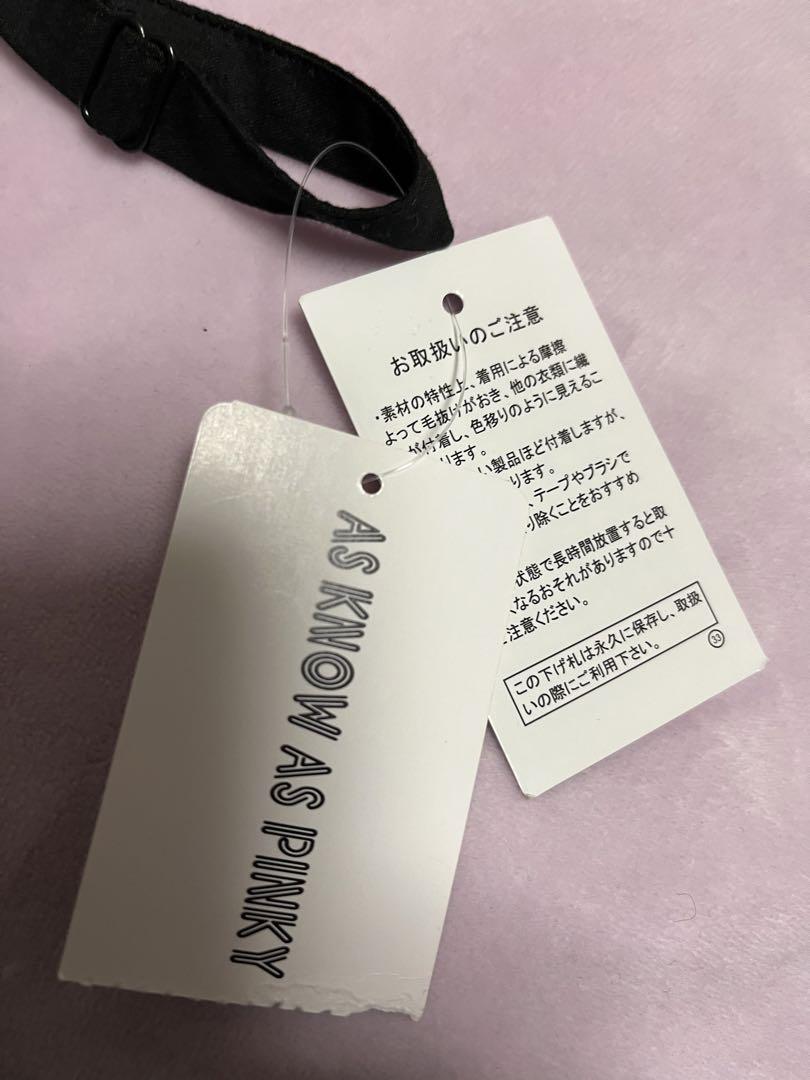 お取扱いのご注意
・素材の特性上、着用による摩擦
よって毛抜けがおき、他の衣類に繊
が付着し、色移りのように見えるこ
ります。
い製品ほど付着しますが、
ります。
、テープやブラシで
り除くことをおすすめ
状態で長時間放置すると取
なるおそれがありますので十
注意ください。
この下げ札は永久に保存し、取扱
いの際にご利用下さい。
33
AS KNOW AS PINKY